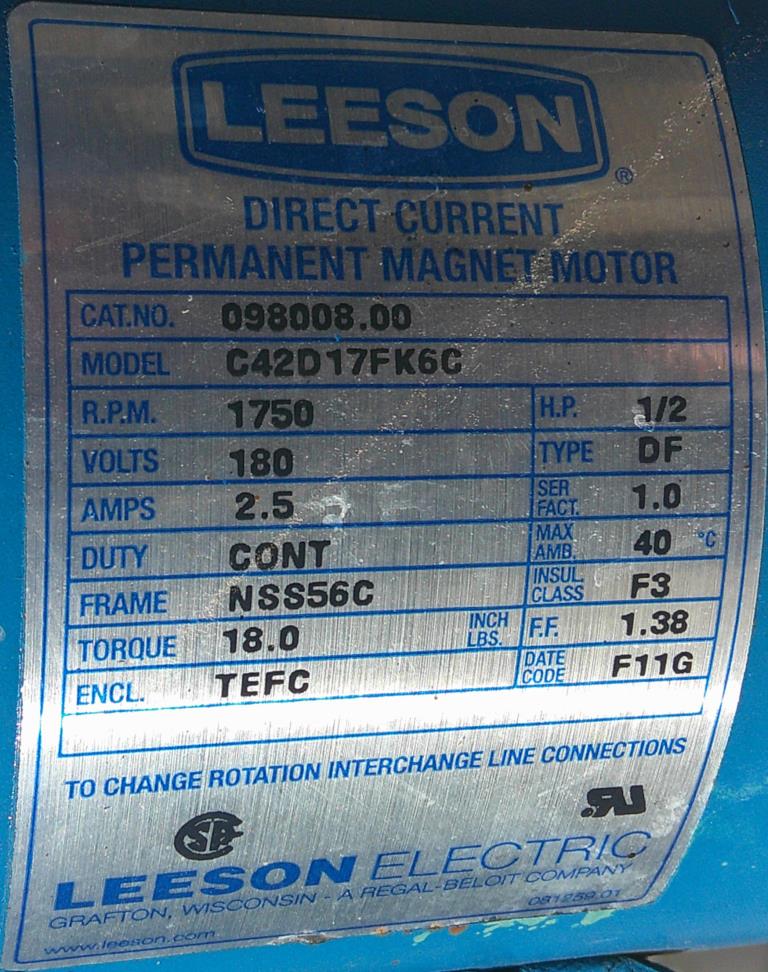 LEESON
®
DIRECT CURRENT
PERMANENT MAGNET MOTOR
CAT.NO. 098008.00
MODEL C42D17FK6C
R.P.M. 1750 H.P. 1/2
VOLTS 180 TYPE DF
AMPS 2.5 SER FACT. 1.0
DUTY CONT MAX AMB. 40 °C
FRAME NSS56C INSUL. CLASS F3
TORQUE 18.0 INCH LBS. F.F. 1.38
ENCL. TEFC DATE CODE F11G
TO CHANGE ROTATION INTERCHANGE LINE CONNECTIONS
LEESON ELECTRIC
GRAFTON, WISCONSIN - A REGAL-BELOIT COMPANY
www.leeson.com 081259.01